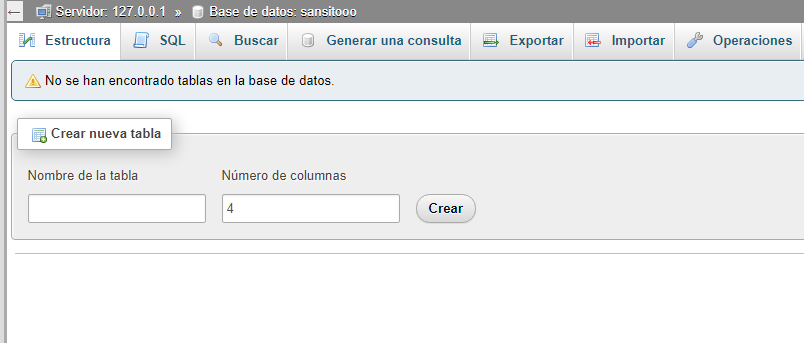 ← Servidor: 127.0.0.1 » Base de datos: sansitooo
Estructura SQL Buscar Generar una consulta Exportar Importar Operaciones
No se han encontrado tablas en la base de datos.
Crear nueva tabla
Nombre de la tabla Número de columnas
4 Crear